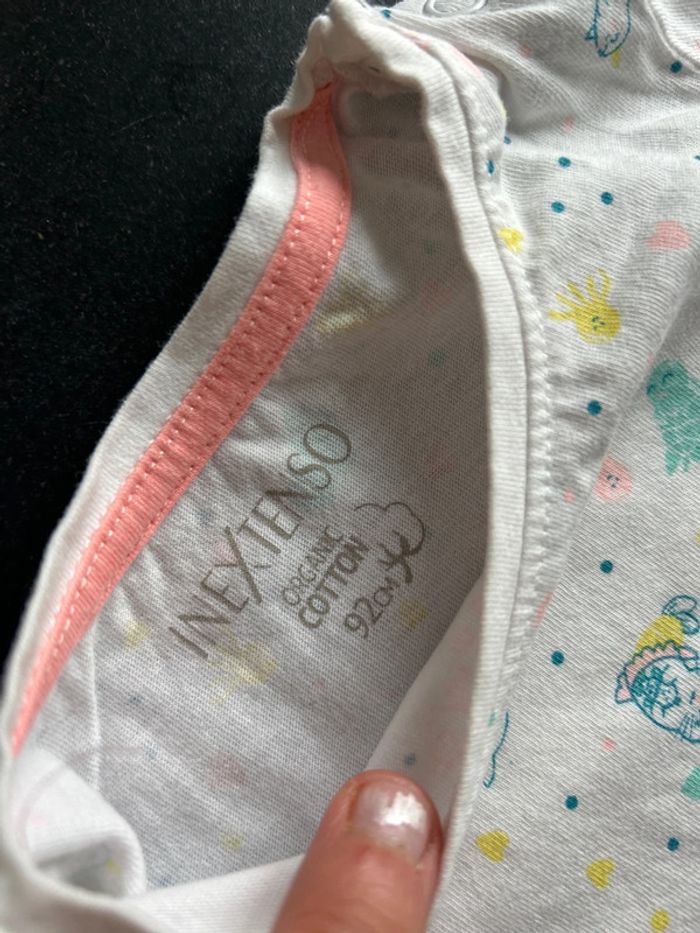 INEXTENSO
ORGANIC
COTTON
92CM